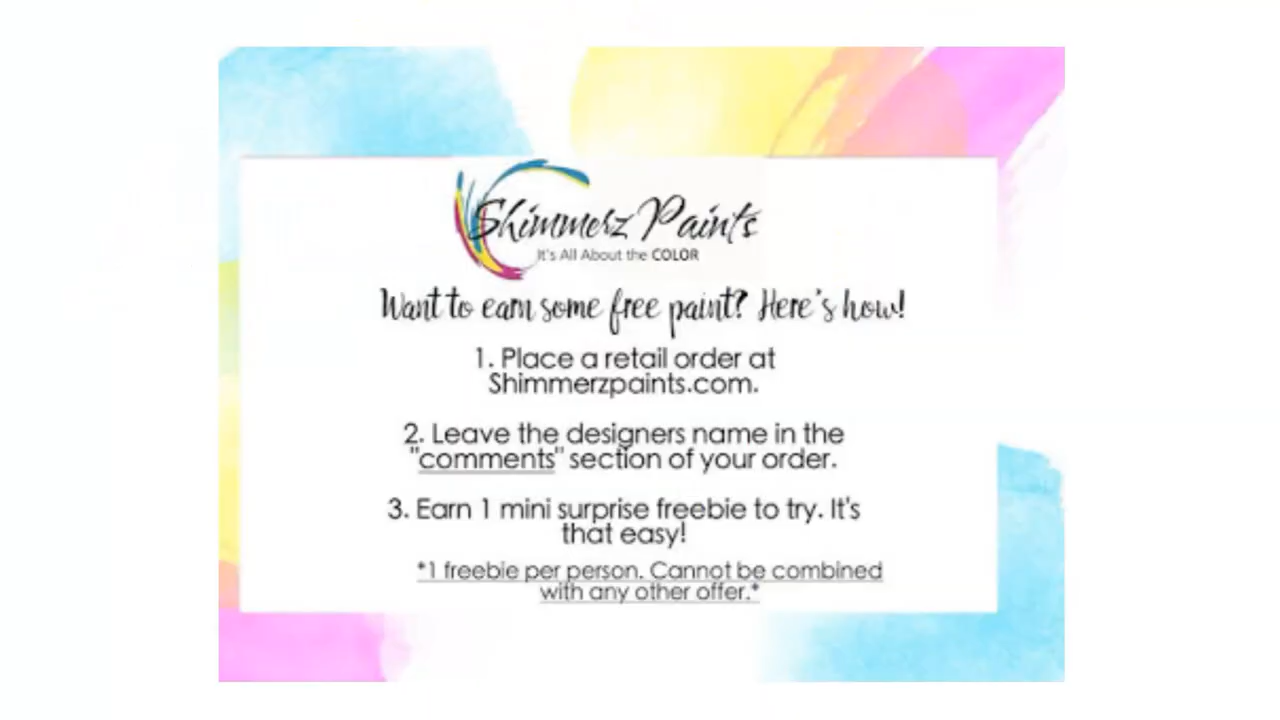 Shimmerz Paints
It's All About the COLOR
Want to earn some free paint? Here's how!
1. Place a retail order at
Shimmerzpaints.com.
2. Leave the designers name in the
"comments" section of your order.
3. Earn 1 mini surprise freebie to try. It's
that easy!
*1 freebie per person. Cannot be combined
with any other offer.*